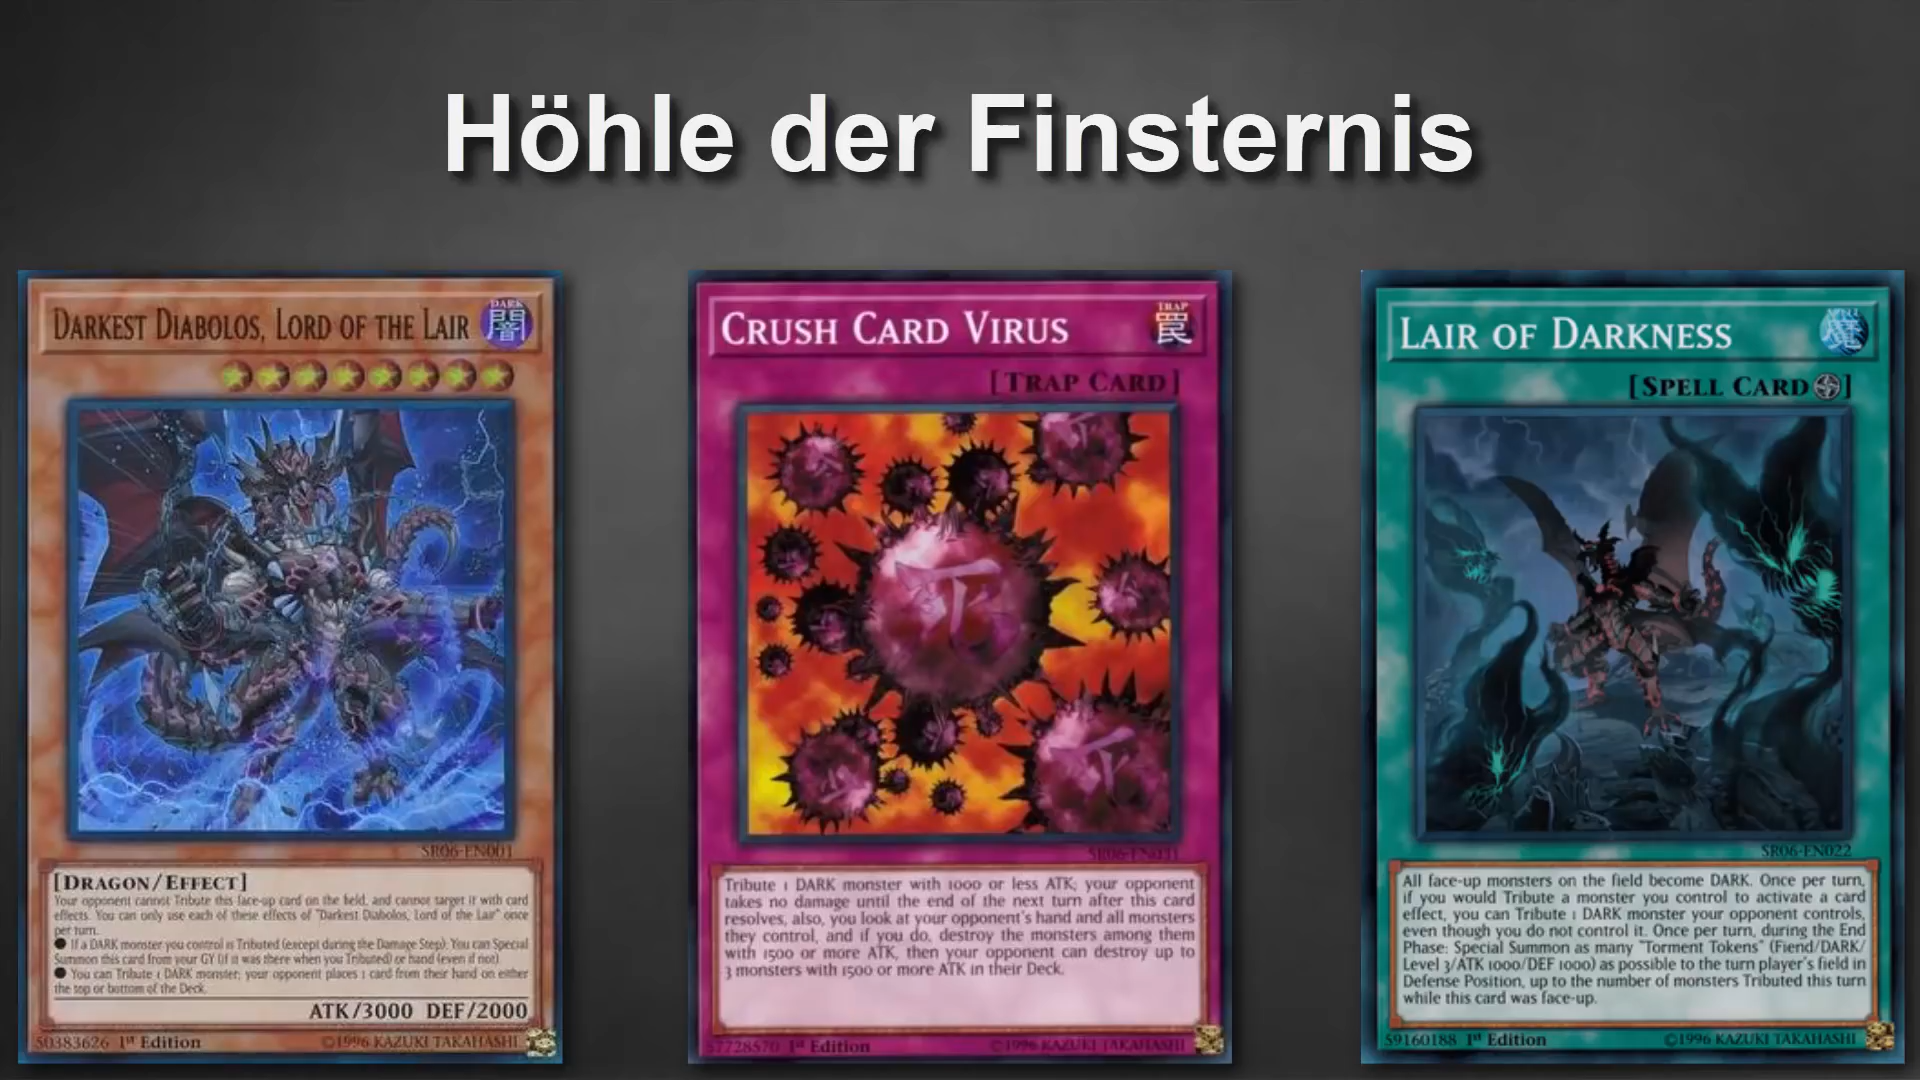 Höhle der Finsternis
DARKEST DIABOLOS, LORD OF THE LAIR
DARK
闇
SR06-EN001
[DRAGON/EFFECT]
Your opponent cannot Tribute this face-up card on the field, and cannot target it with card
effects. You can only use each of these effects of "Darkest Diabolos, Lord of the Lair" once
per turn.
● If a DARK monster you control is Tributed (except during the Damage Step): You can Special
Summon this card from your GY (if it was there when you Tributed) or hand (even if not).
● You can Tribute 1 DARK monster; your opponent places 1 card from their hand on either
the top or bottom of the Deck.
ATK/3000 DEF/2000
50383626 1st Edition ©1996 KAZUKI TAKAHASHI
CRUSH CARD VIRUS
TRAP
罠
[TRAP CARD]
SR06-EN031
Tribute 1 DARK monster with 1000 or less ATK; your opponent
takes no damage until the end of the next turn after this card
resolves, also, you look at your opponent's hand and all monsters
they control, and if you do, destroy the monsters among them
with 1500 or more ATK, then your opponent can destroy up to
3 monsters with 1500 or more ATK in their Deck.
57728570 1st Edition ©1996 KAZUKI TAKAHASHI
LAIR OF DARKNESS
魔
[SPELL CARD]
SR06-EN022
All face-up monsters on the field become DARK. Once per turn,
if you would Tribute a monster you control to activate a card
effect, you can Tribute 1 DARK monster your opponent controls,
even though you do not control it. Once per turn, during the End
Phase: Special Summon as many "Torment Tokens" (Fiend/DARK/
Level 3/ATK 1000/DEF 1000) as possible to the turn player's field in
Defense Position, up to the number of monsters Tributed this turn
while this card was face-up.
59160188 1st Edition ©1996 KAZUKI TAKAHASHI